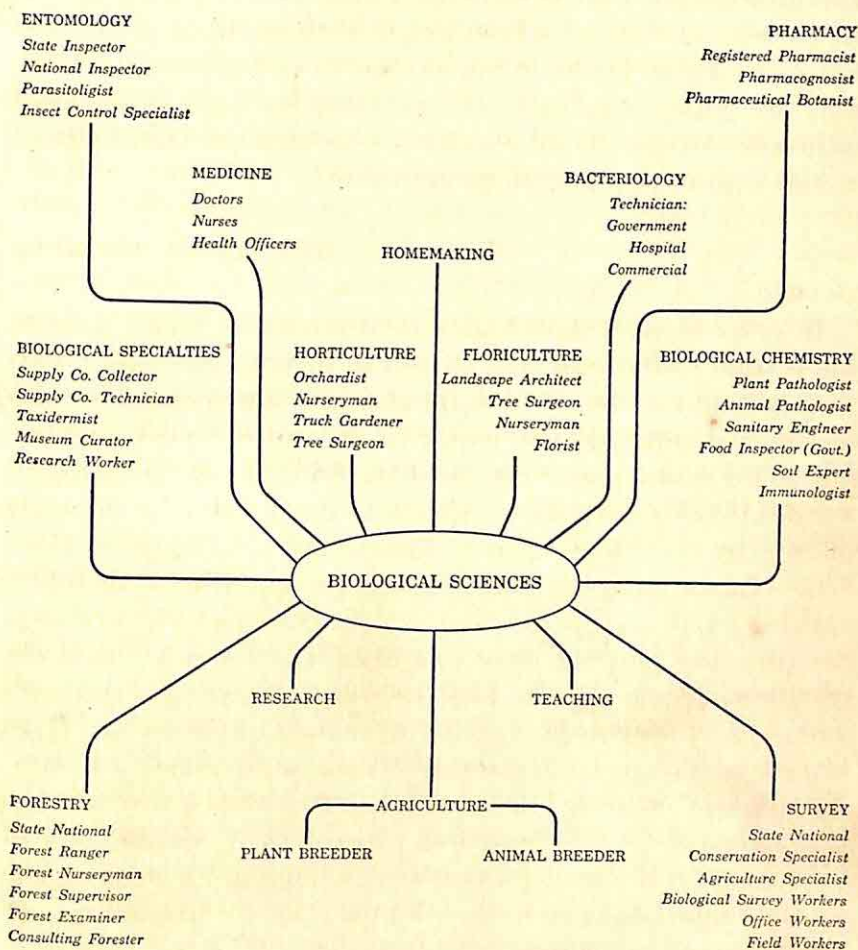 ENTOMOLOGY
State Inspector
National Inspector
Parasitoligist
Insect Control Specialist
PHARMACY
Registered Pharmacist
Pharmacognosist
Pharmaceutical Botanist
MEDICINE
Doctors
Nurses
Health Officers
HOMEMAKING
BACTERIOLOGY
Technician:
Government
Hospital
Commercial
BIOLOGICAL SPECIALTIES
Supply Co. Collector
Supply Co. Technician
Taxidermist
Museum Curator
Research Worker
HORTICULTURE
Orchardist
Nurseryman
Truck Gardener
Tree Surgeon
FLORICULTURE
Landscape Architect
Tree Surgeon
Nurseryman
Florist
BIOLOGICAL CHEMISTRY
Plant Pathologist
Animal Pathologist
Sanitary Engineer
Food Inspector (Govt.)
Soil Expert
Immunologist
BIOLOGICAL SCIENCES
RESEARCH
TEACHING
FORESTRY
State National
Forest Ranger
Forest Nurseryman
Forest Supervisor
Forest Examiner
Consulting Forester
AGRICULTURE
PLANT BREEDER
ANIMAL BREEDER
SURVEY
State National
Conservation Specialist
Agriculture Specialist
Biological Survey Workers
Office Workers
Field Workers